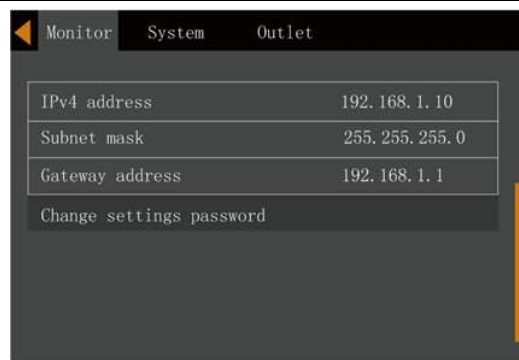 Monitor System Outlet
IPv4 address 192.168.1.10
Subnet mask 255.255.255.0
Gateway address 192.168.1.1
Change settings password